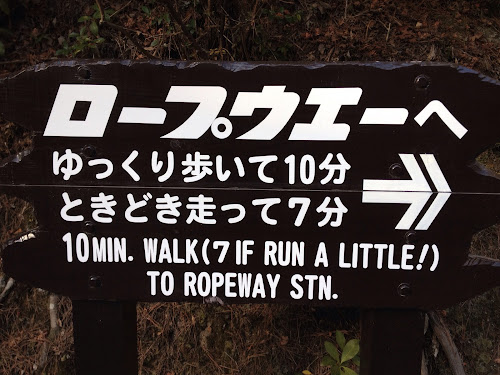 ロープウエーへ
ゆっくり歩いて10分
ときどき走って7分
10MIN. WALK(7 IF RUN A LITTLE!)
TO ROPEWAY STN.